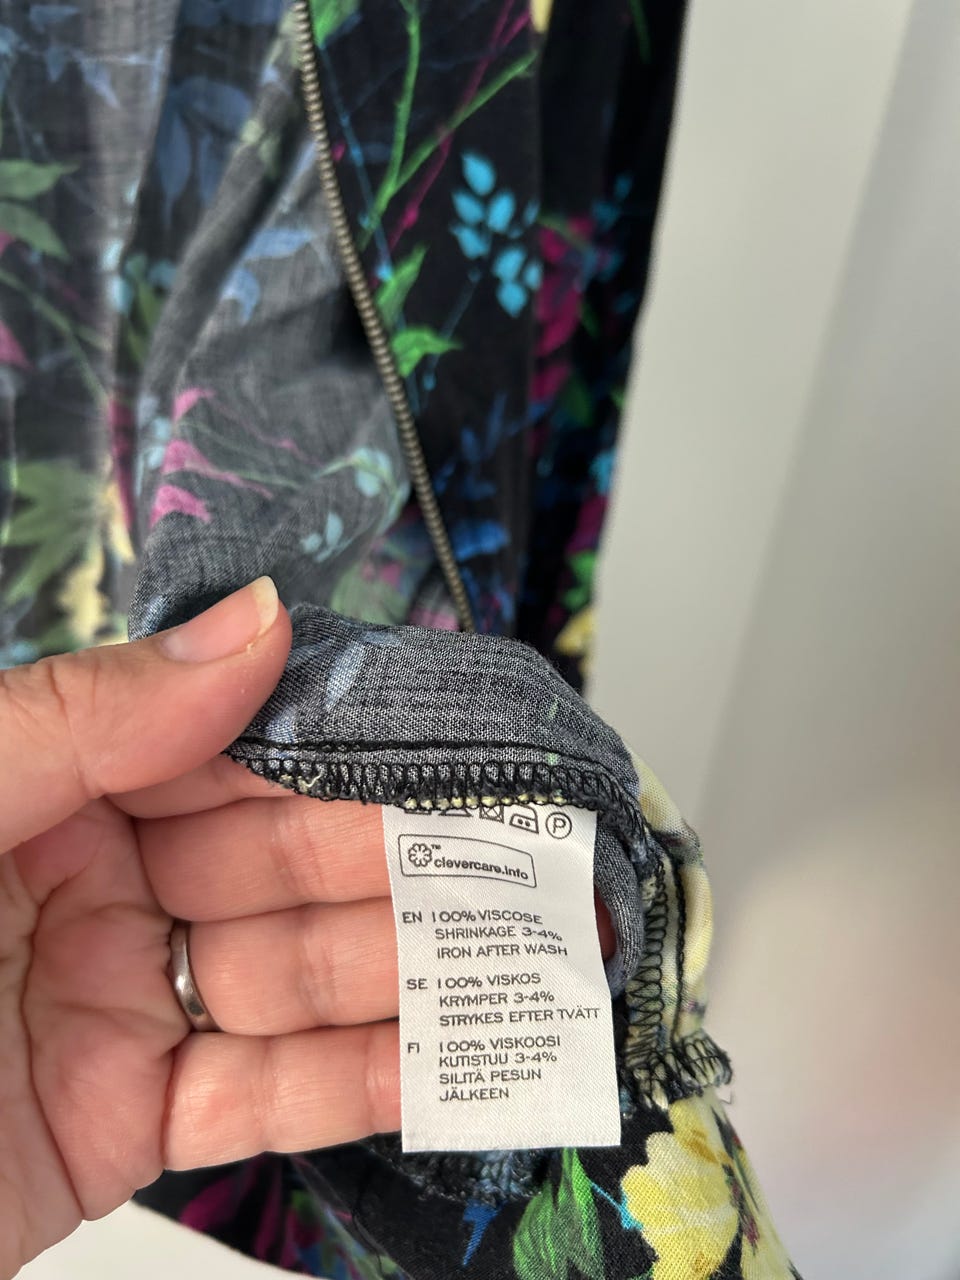 P
clevercare.info™
EN 100% VISCOSE
SHRINKAGE 3-4%
IRON AFTER WASH
SE 100% VISKOS
KRYMPER 3-4%
STRYKES EFTER TVÄTT
FI 100% VISKOOSI
KUTISTUU 3-4%
SILITÄ PESUN
JÄLKEEN